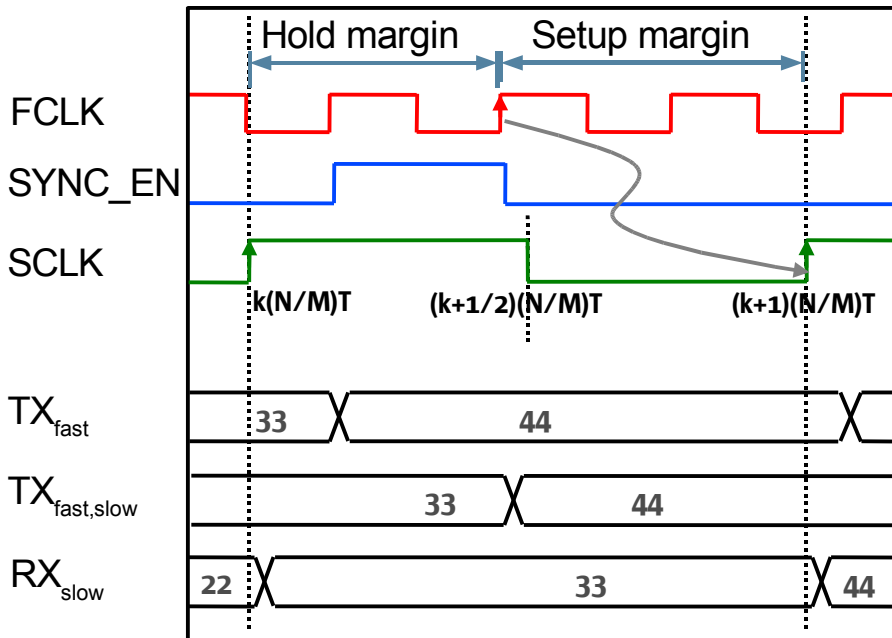 Hold margin Setup margin
FCLK
SYNC_EN
SCLK
k(N/M)T (k+1/2)(N/M)T (k+1)(N/M)T
TXfast 33 44
TXfast,slow 33 44
RXslow 22 33 44